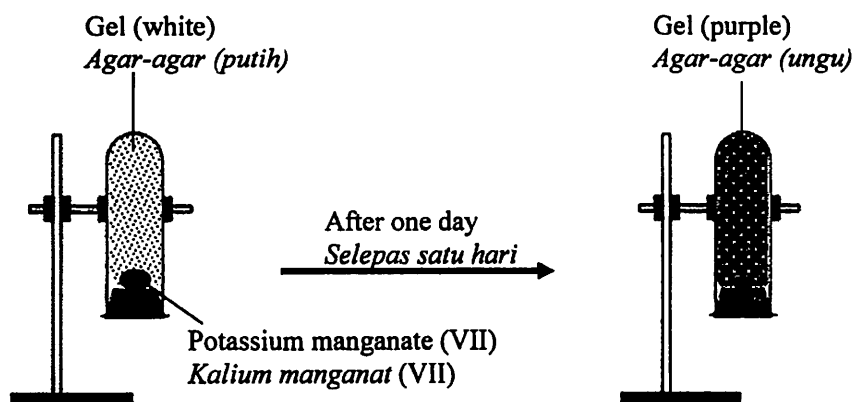 Gel (white)
Agar-agar (putih)
Gel (purple)
Agar-agar (ungu)
After one day
Selepas satu hari
Potassium manganate (VII)
Kalium manganat (VII)